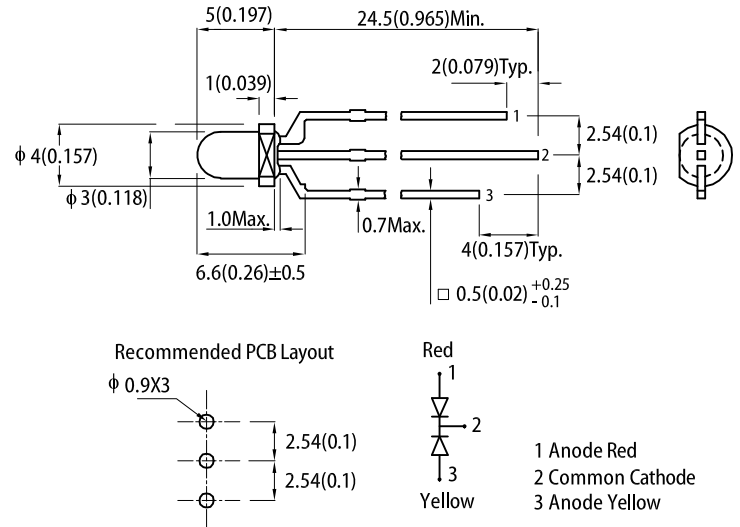 5(0.197)
24.5(0.965)Min.
2(0.079)Typ.
1(0.039)
1
ϕ 4(0.157)
2.54(0.1)
2
2.54(0.1)
ϕ 3(0.118)
3
1.0Max.
0.7Max.
4(0.157)Typ.
6.6(0.26)±0.5
□ 0.5(0.02) +0.25
- 0.1
Recommended PCB Layout
ϕ 0.9X3
2.54(0.1)
2.54(0.1)
Red
1
2
3
Yellow
1 Anode Red
2 Common Cathode
3 Anode Yellow